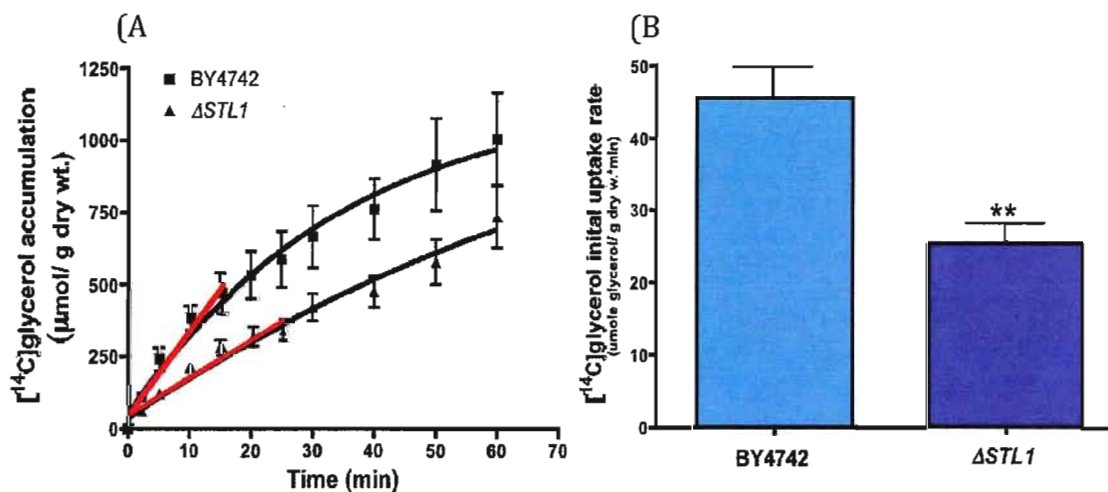 (A
(B
[¹⁴C]glycerol accumulation
(µmol/ g dry wt.)
1250
1000
750
500
250
0
BY4742
ΔSTL1
0 10 20 30 40 50 60 70
Time (min)
[¹⁴C]glycerol inital uptake rate
(umole glycerol/ g dry w.*min)
50
40
30
20
10
0
**
BY4742 ΔSTL1